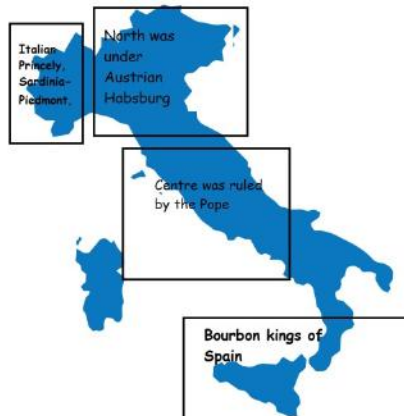 Italian
Princely,
Sardinia-
Piedmont,
North was
under
Austrian
Habsburg
Centre was ruled
by the Pope
Bourbon kings of
Spain